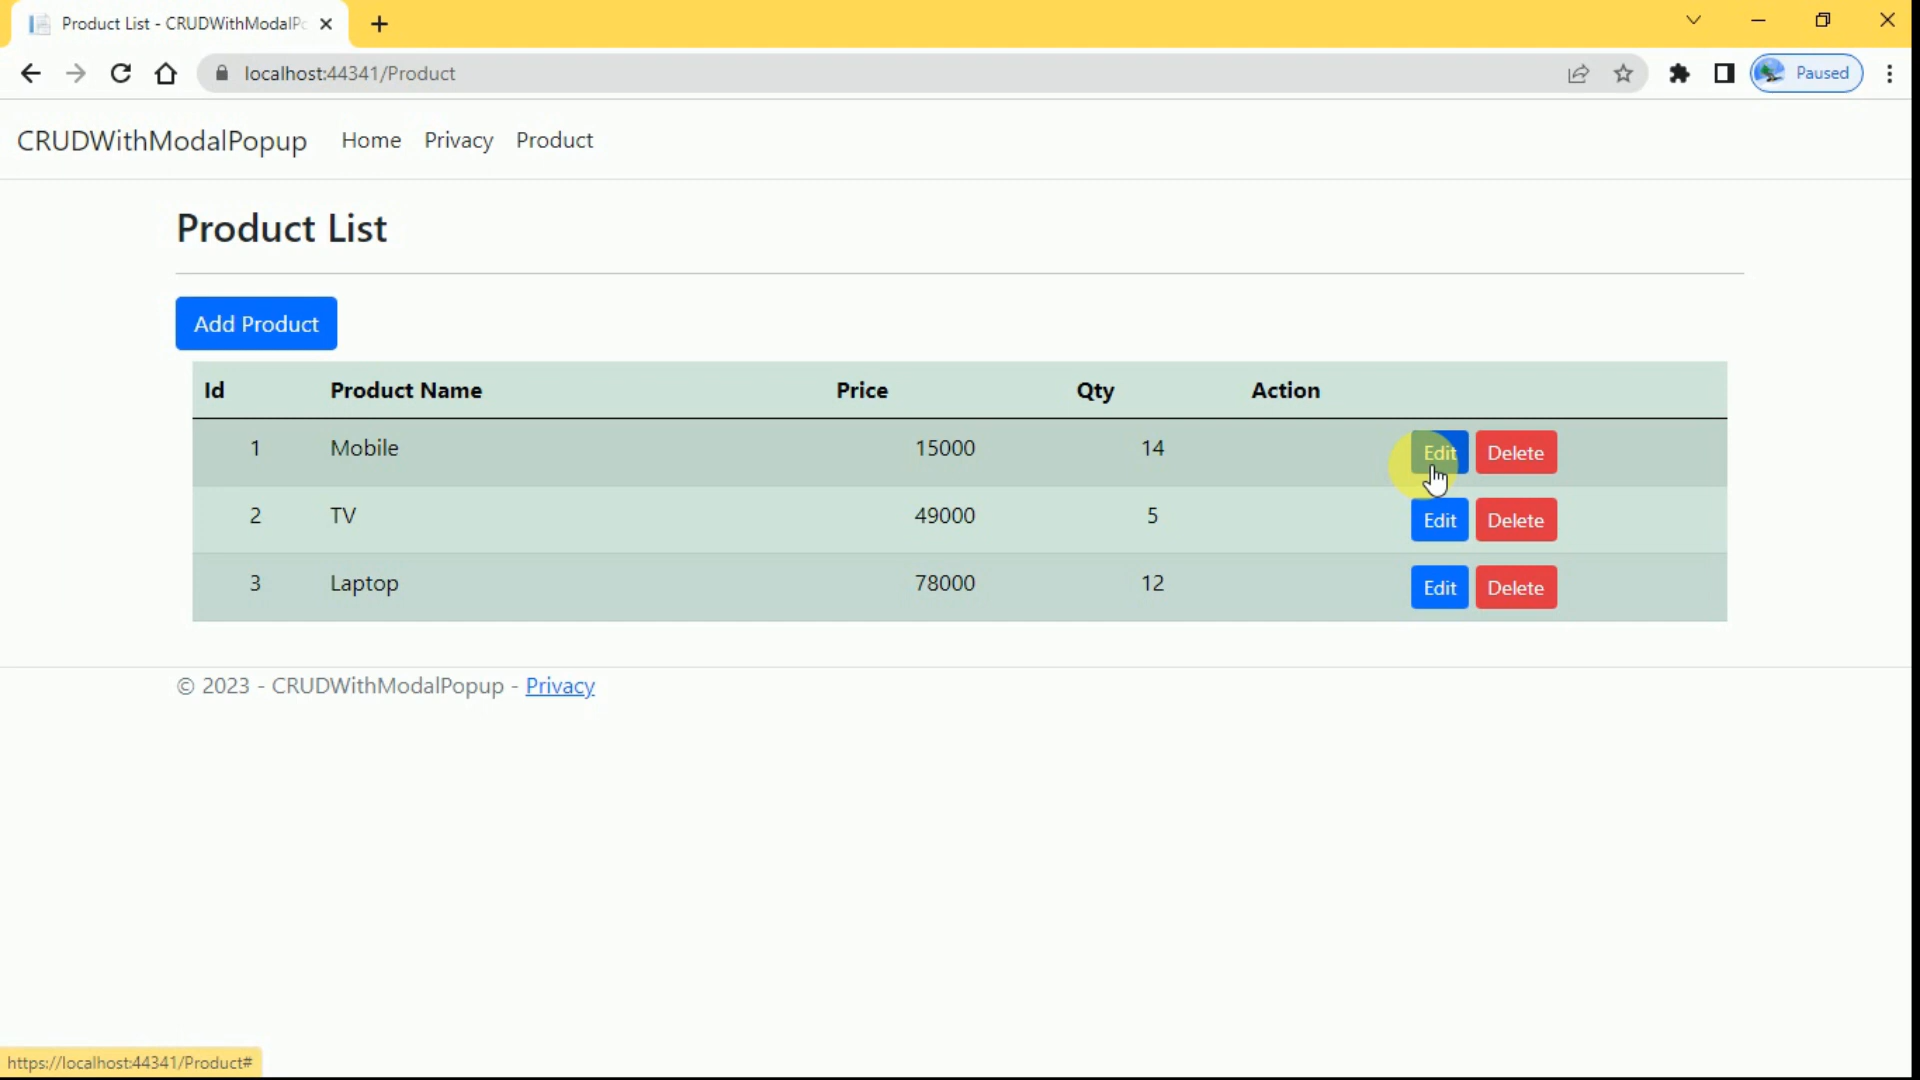 Product List - CRUDWithModalPc
localhost:44341/Product
Paused
CRUDWithModalPopup Home Privacy Product
Product List
Add Product
Id Product Name Price Qty Action
1 Mobile 15000 14 Edit Delete
2 TV 49000 5 Edit Delete
3 Laptop 78000 12 Edit Delete
© 2023 - CRUDWithModalPopup - Privacy
https://localhost:44341/Product#